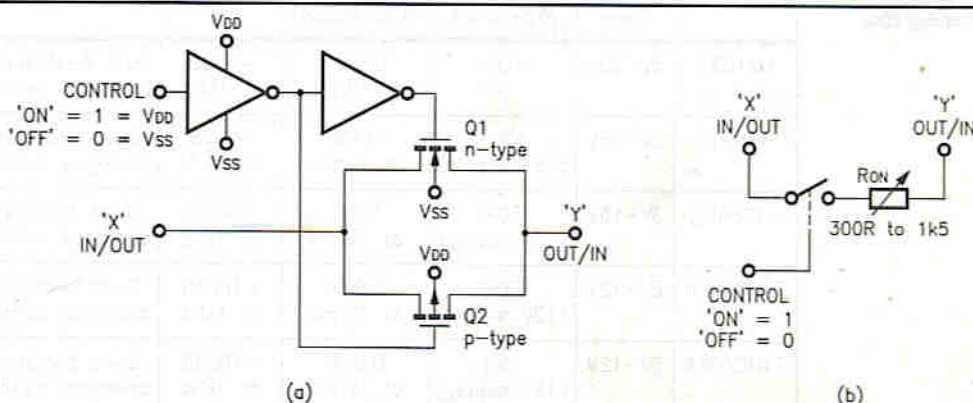 VDD
CONTROL
'ON' = 1 = VDD
'OFF' = 0 = VSS
VSS
Q1
n-type
VSS
'X'
IN/OUT
'Y'
OUT/IN
VDD
Q2
p-type
(a)
'X'
IN/OUT
'Y'
OUT/IN
RON
300R to 1k5
CONTROL
'ON' = 1
'OFF' = 0
(b)